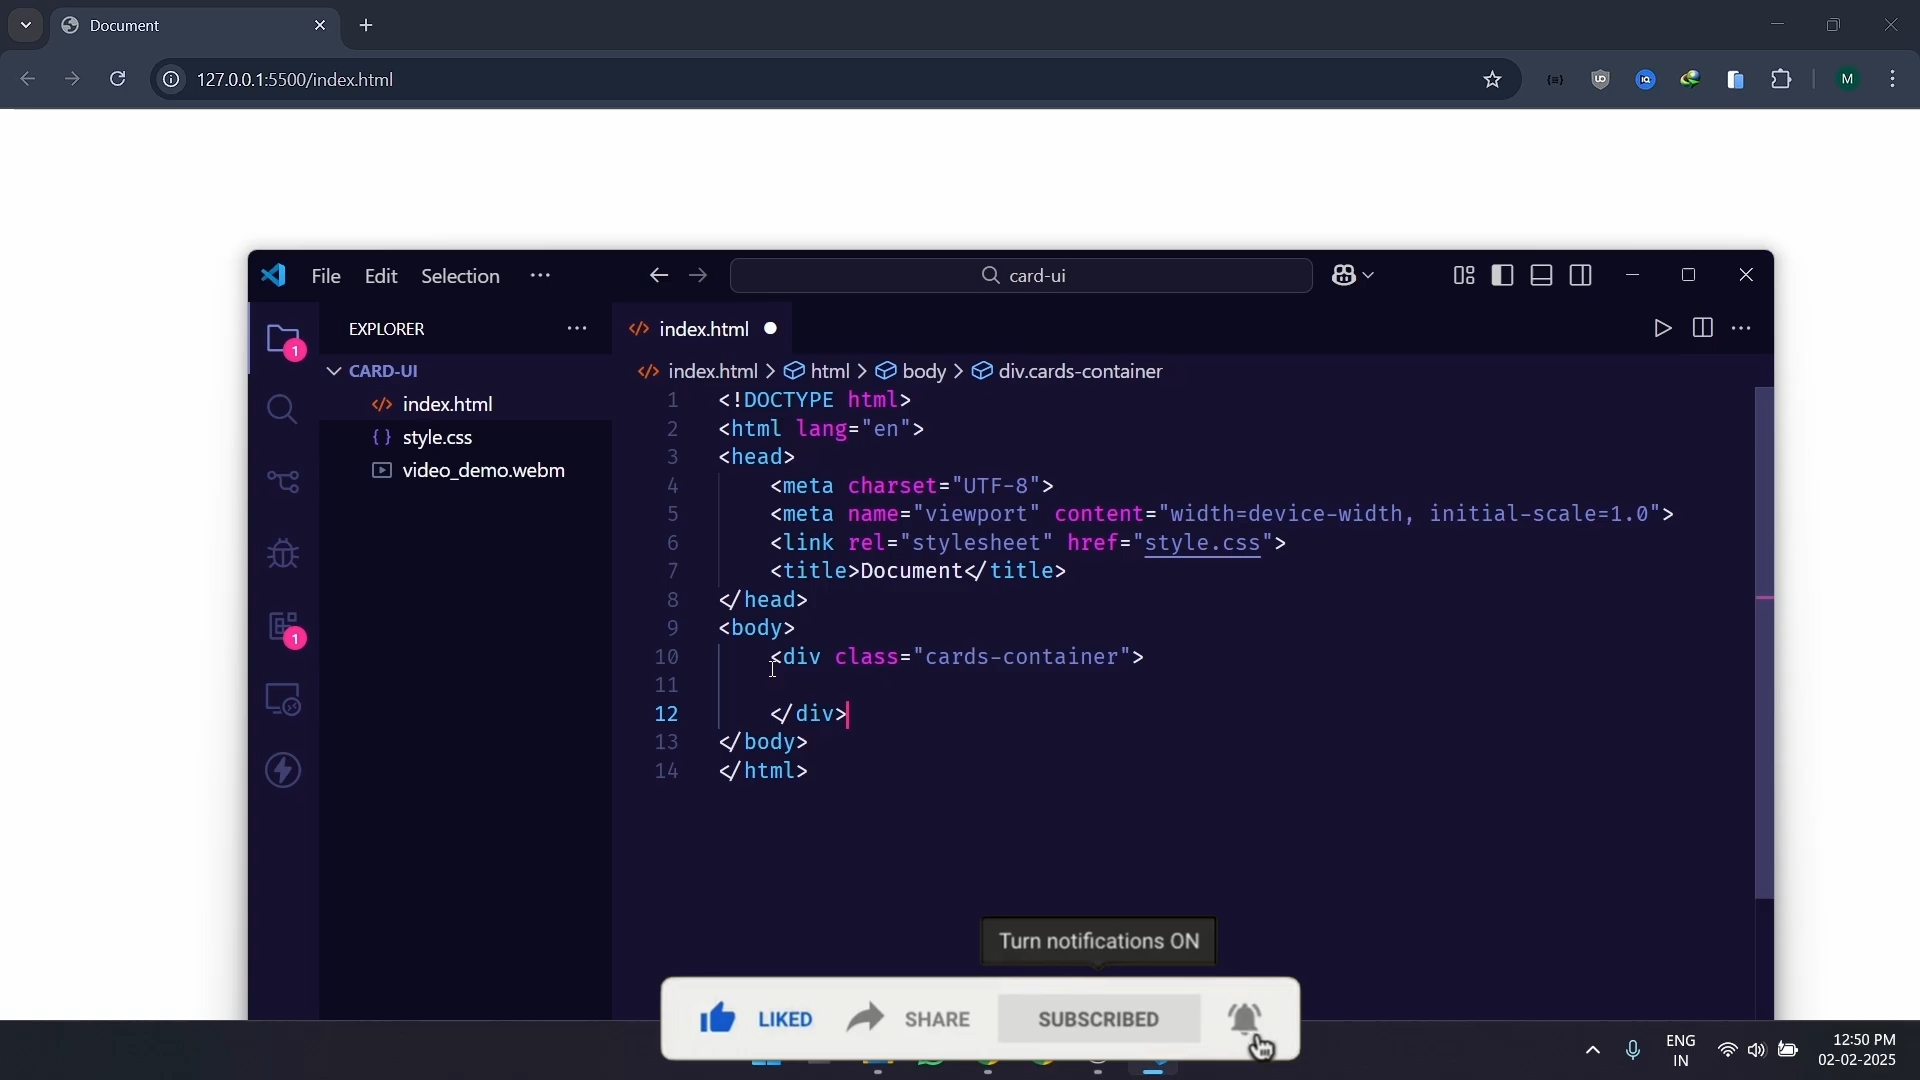 Document
127.0.0.1:5500/index.html
M
File Edit Selection ···
card-ui
EXPLORER
index.html
CARD-UI
index.html
style.css
video_demo.webm
1
1
index.html > html > body > div.cards-container
1 <!DOCTYPE html>
2 <html lang="en">
3 <head>
4 <meta charset="UTF-8">
5 <meta name="viewport" content="width=device-width, initial-scale=1.0">
6 <link rel="stylesheet" href="style.css">
7 <title>Document</title>
8 </head>
9 <body>
10 <div class="cards-container">
11
12 </div>
13 </body>
14 </html>
Turn notifications ON
LIKED SHARE SUBSCRIBED
ENG
IN
12:50 PM
02-02-2025